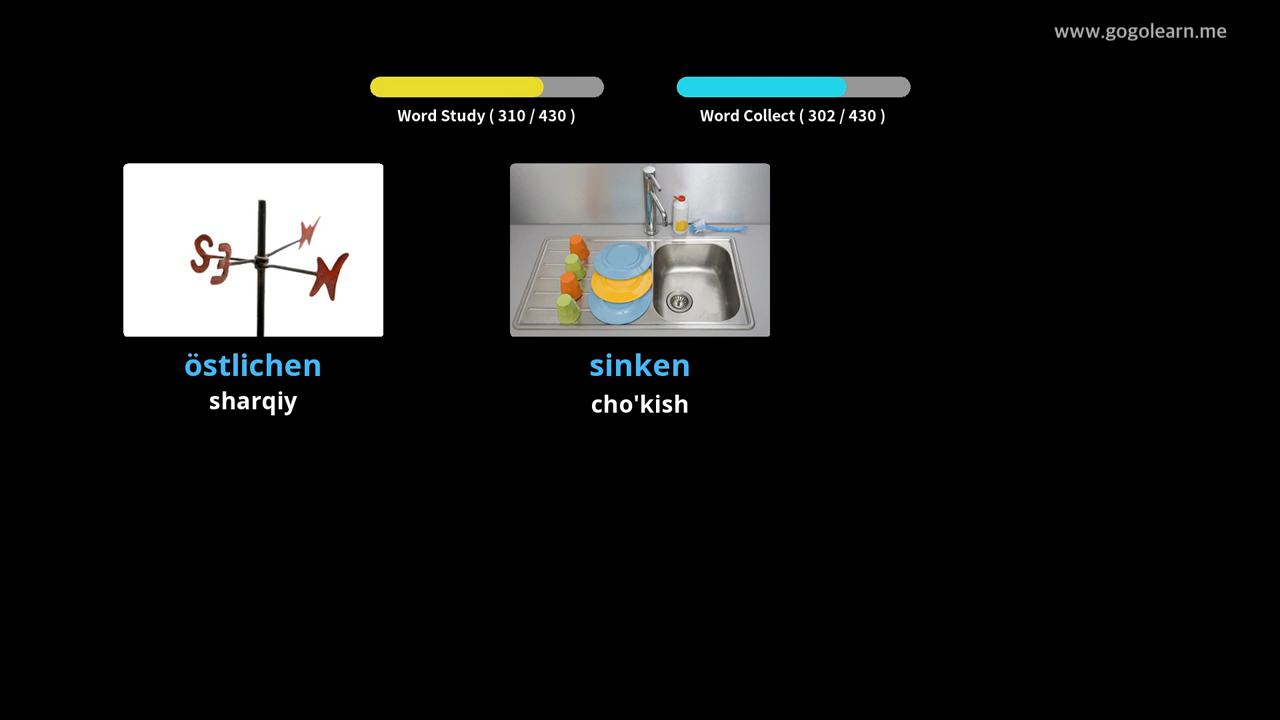 www.gogolearn.me
Word Study ( 310 / 430 )
Word Collect ( 302 / 430 )
S
östlichen
sharqiy
sinken
cho'kish